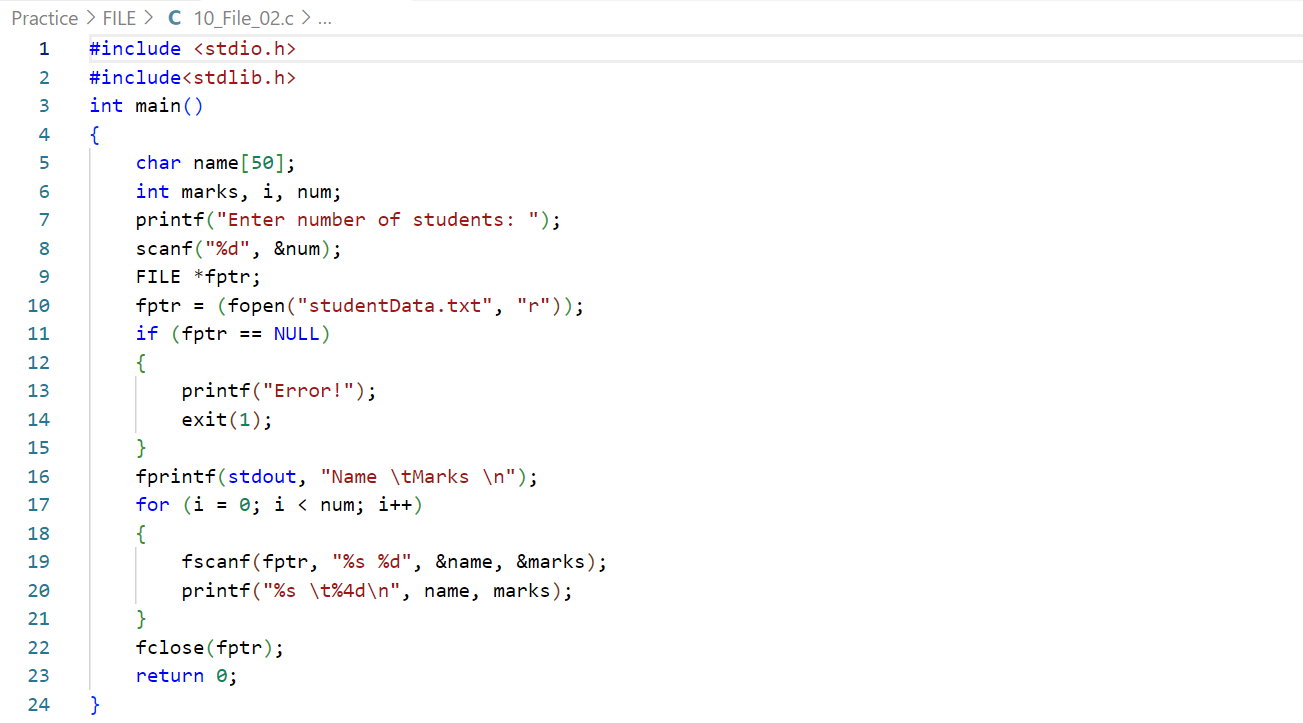 Practice > FILE > C 10_File_02.c > ...
1 #include <stdio.h>
2 #include<stdlib.h>
3 int main()
4 {
5     char name[50];
6     int marks, i, num;
7     printf("Enter number of students: ");
8     scanf("%d", &num);
9     FILE *fptr;
10     fptr = (fopen("studentData.txt", "r"));
11     if (fptr == NULL)
12     {
13         printf("Error!");
14         exit(1);
15     }
16     fprintf(stdout, "Name \tMarks \n");
17     for (i = 0; i < num; i++)
18     {
19         fscanf(fptr, "%s %d", &name, &marks);
20         printf("%s \t%4d\n", name, marks);
21     }
22     fclose(fptr);
23     return 0;
24 }